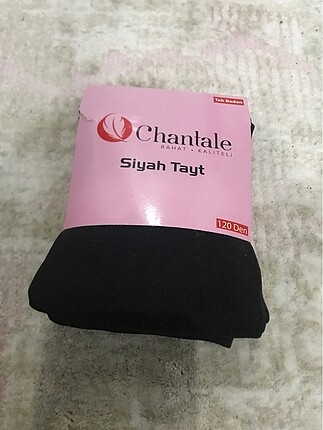 Tek Beden
Chantale
RAHAT • KALİTELİ
Siyah Tayt
120 Den